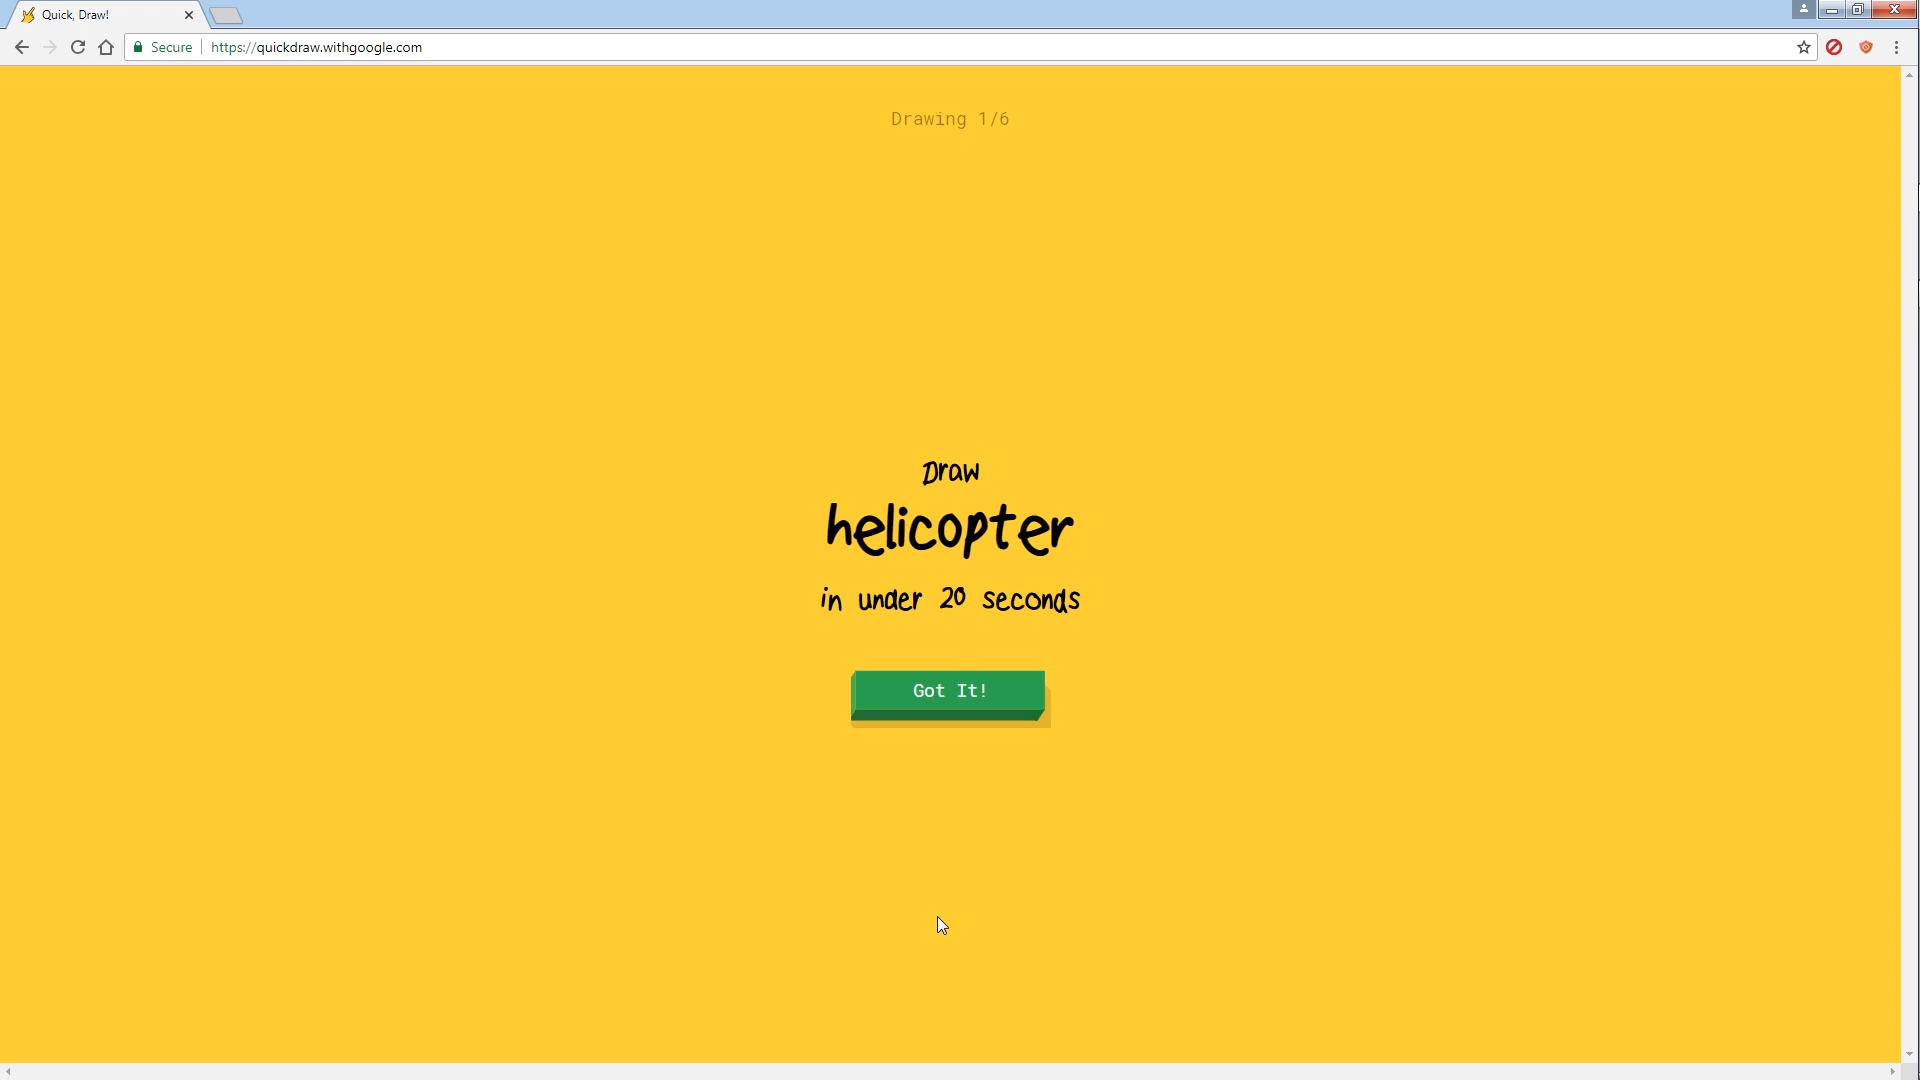 Quick, Draw!
Secure https://quickdraw.withgoogle.com
Drawing 1/6
Draw
helicopter
in under 20 seconds
Got It!